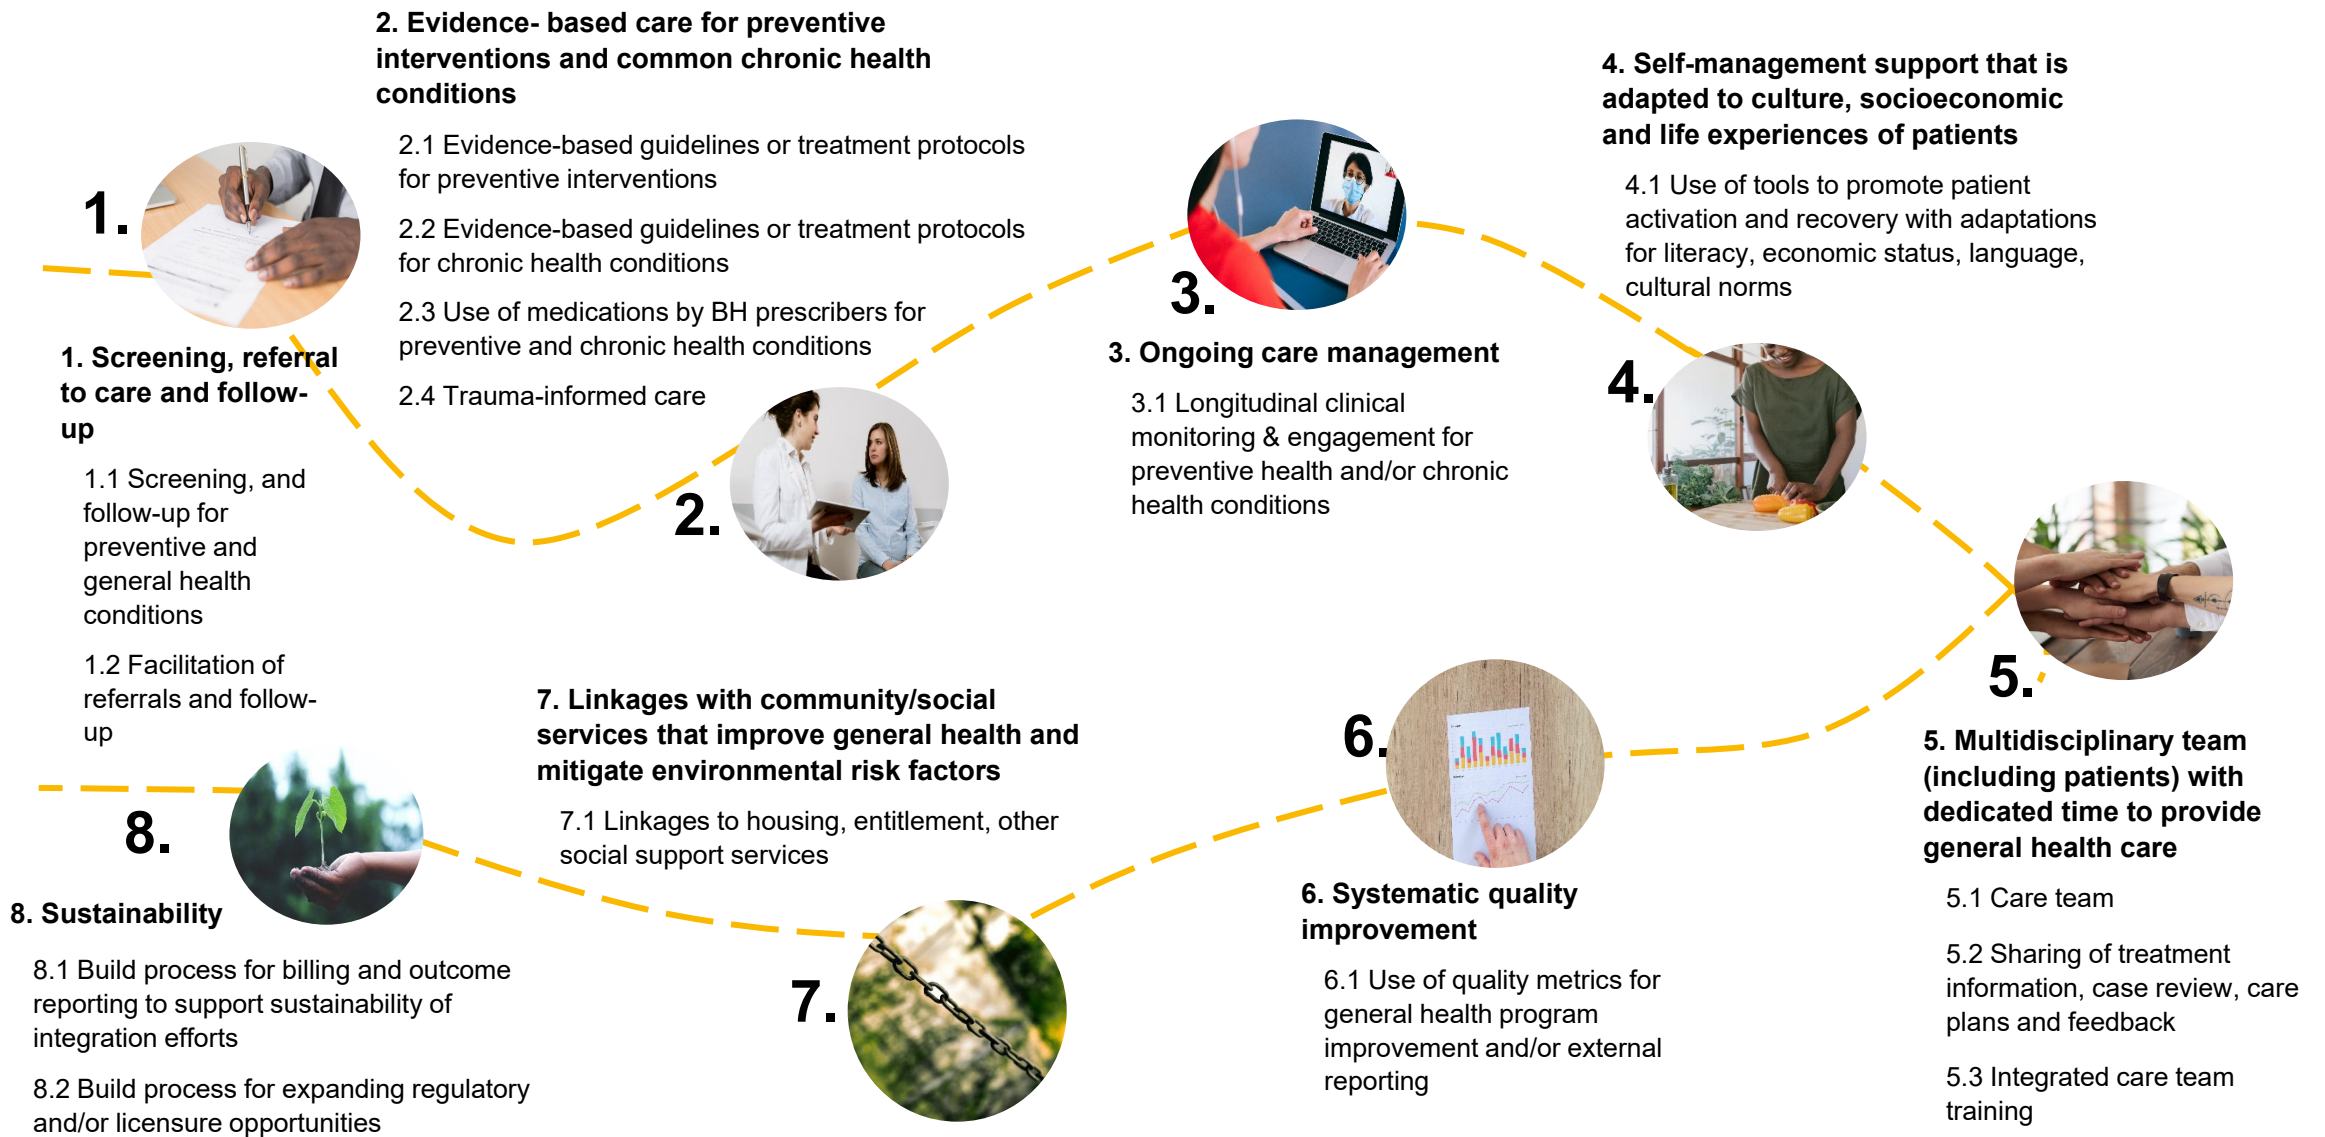 1.
1. Screening, referral
to care and follow-
up
1.1 Screening, and
follow-up for
preventive and
general health
conditions
1.2 Facilitation of
referrals and follow-
up
2. Evidence- based care for preventive
interventions and common chronic health
conditions
2.1 Evidence-based guidelines or treatment protocols
for preventive interventions
2.2 Evidence-based guidelines or treatment protocols
for chronic health conditions
2.3 Use of medications by BH prescribers for
preventive and chronic health conditions
2.4 Trauma-informed care
2.
3.
3. Ongoing care management
3.1 Longitudinal clinical
monitoring & engagement for
preventive health and/or chronic
health conditions
4. Self-management support that is
adapted to culture, socioeconomic
and life experiences of patients
4.1 Use of tools to promote patient
activation and recovery with adaptations
for literacy, economic status, language,
cultural norms
4.
5.
5. Multidisciplinary team
(including patients) with
dedicated time to provide
general health care
5.1 Care team
5.2 Sharing of treatment
information, case review, care
plans and feedback
5.3 Integrated care team
training
6.
6. Systematic quality
improvement
6.1 Use of quality metrics for
general health program
improvement and/or external
reporting
7. Linkages with community/social
services that improve general health and
mitigate environmental risk factors
7.1 Linkages to housing, entitlement, other
social support services
7.
8.
8. Sustainability
8.1 Build process for billing and outcome
reporting to support sustainability of
integration efforts
8.2 Build process for expanding regulatory
and/or licensure opportunities